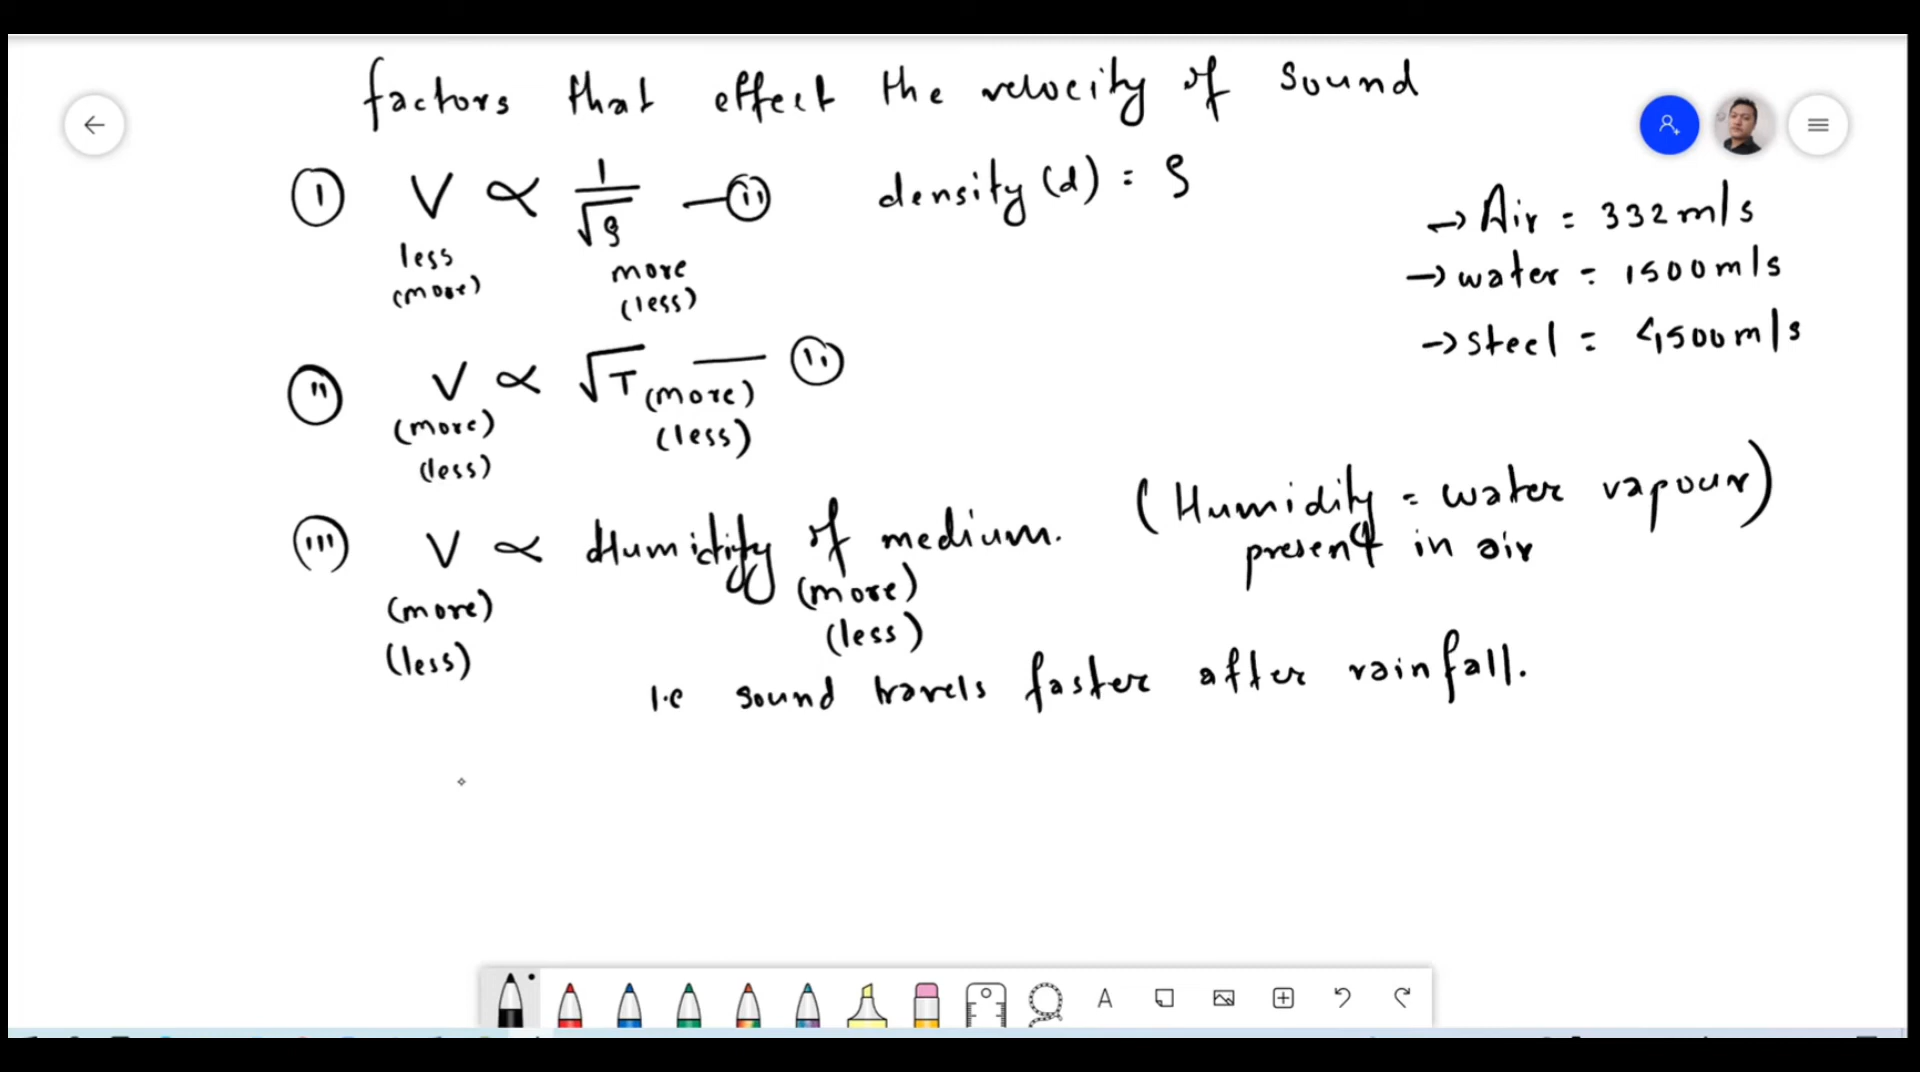 factors that effect the velocity of sound
(i) V ∝ 1/√ρ —(ii) density (d) = ρ
less
(more)
more
(less)
→ Air = 332 m/s
→ water = 1500 m/s
→ steel = 4500 m/s
(ii) V ∝ √T — (ii)
(more)
(less)
(more)
(less)
(iii) V ∝ Humidity of medium. (Humidity = water vapour)
present in air
(more)
(less)
(more)
(less)
i.e sound travels faster after rainfall.
A